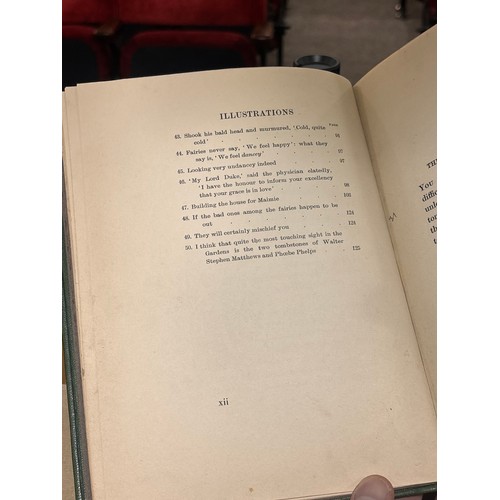 ILLUSTRATIONS
43. Shook his bald head and murmured, 'Cold, quite
cold'
44. Fairies never say, 'We feel happy': what they
say is, 'We feel dancey'
97
45. Looking very undancey indeed
97
46. 'My Lord Duke,' said the physician elatedly,
'I have the honour to inform your excellency
that your grace is in love'
98
47. Building the house for Maimie
48. If the bad ones among the fairies happen to be
out
124
49. They will certainly mischief you
124
50. I think that quite the most touching sight in the
Gardens is the two tombstones of Walter
Stephen Matthews and Phoebe Phelps
125
xii
You
diffic